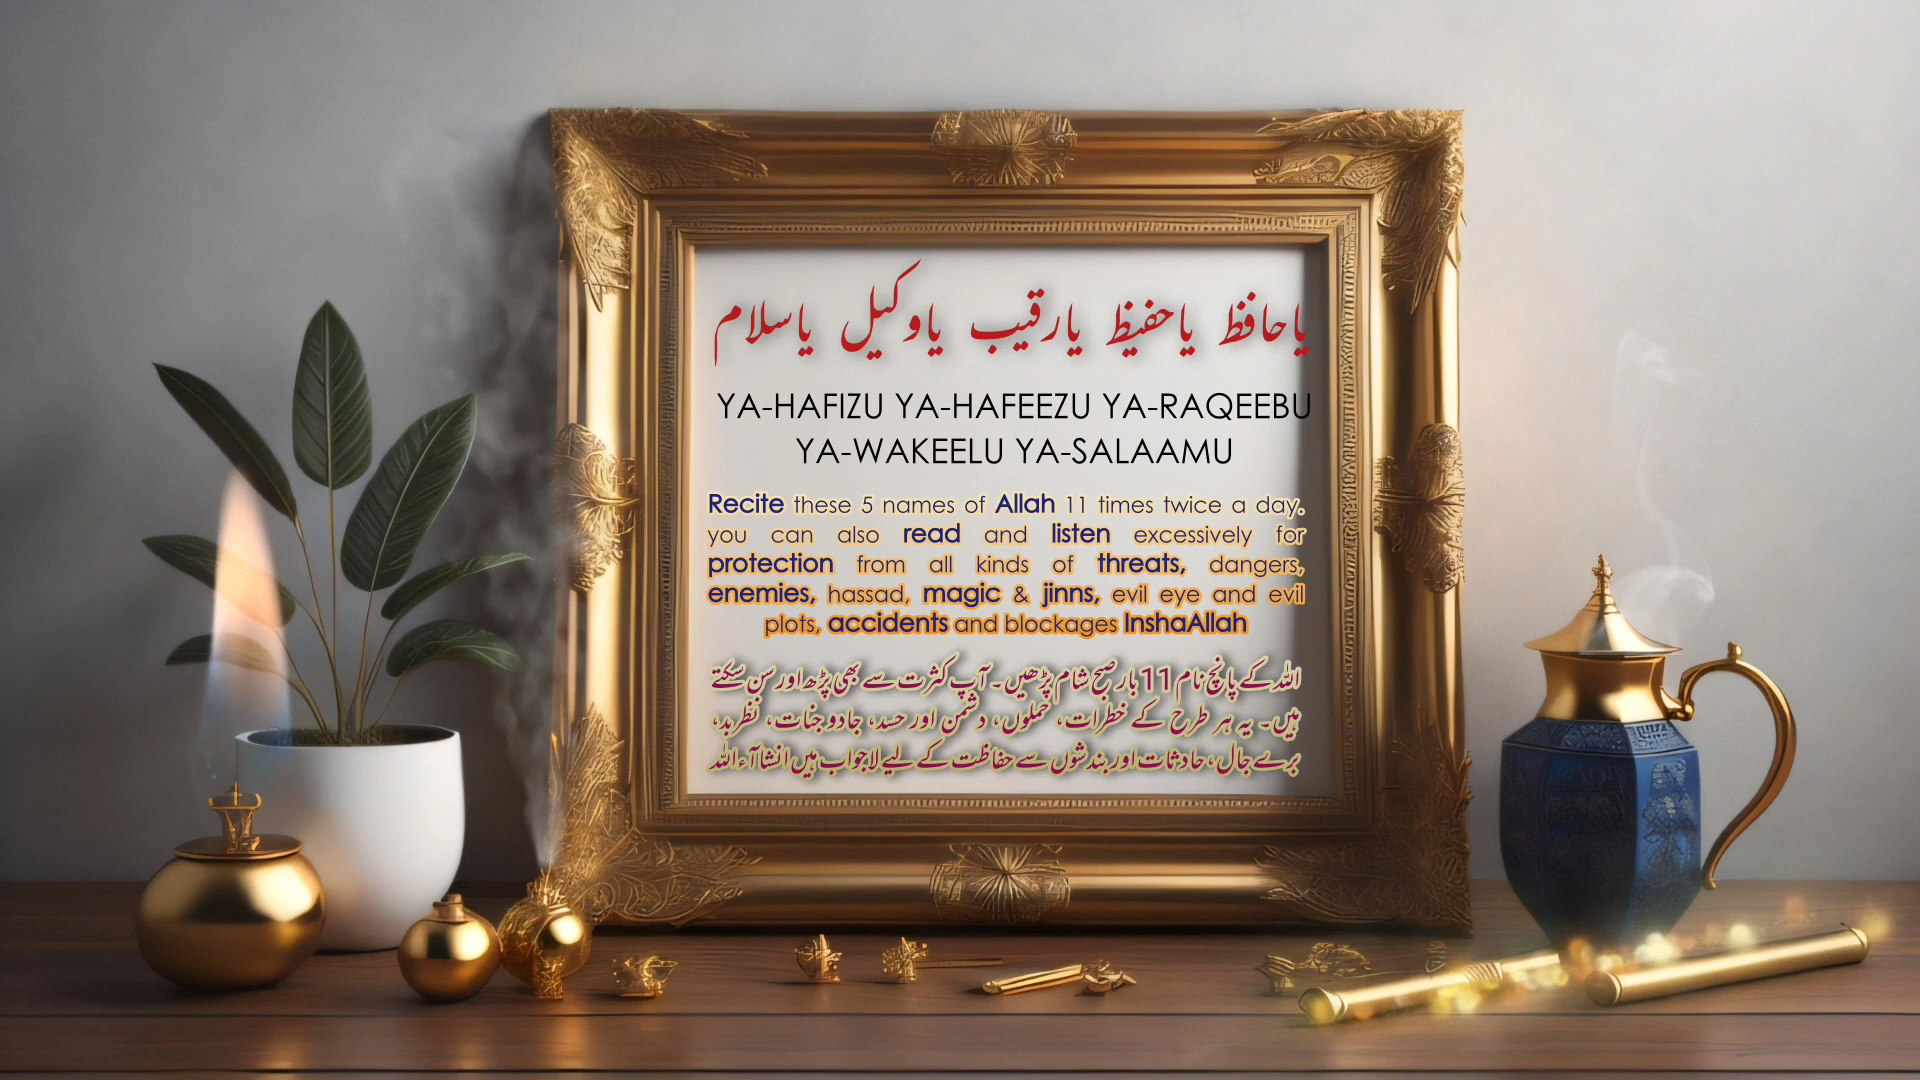 یاحافظ یاحفیظ یارقیب یاوکیل یاسلام
YA-HAFIZU YA-HAFEEZU YA-RAQEEBU
YA-WAKEELU YA-SALAAMU
Recite these 5 names of Allah 11 times twice a day.
you can also read and listen excessively for
protection from all kinds of threats, dangers,
enemies, hassad, magic & jinns, evil eye and evil
plots, accidents and blockages InshaAllah
اللہ کے پانچ نام 11 بار صبح شام پڑھیں۔ آپ کثرت سے بھی پڑھ اور سن سکتے
ہیں۔ یہ ہر طرح کے خطرات، حملوں، دشمن اور حسد، جادو جنات، نظر بد،
برے جال، حادثات اور بندشوں سے حفاظت کے لیے لاجواب ہیں انشاآء اللہ